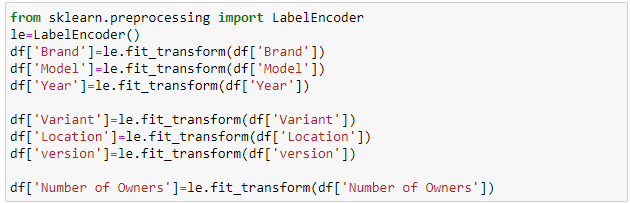 from sklearn.preprocessing import LabelEncoder
le=LabelEncoder()
df['Brand']=le.fit_transform(df['Brand'])
df['Model']=le.fit_transform(df['Model'])
df['Year']=le.fit_transform(df['Year'])
df['Variant']=le.fit_transform(df['Variant'])
df['Location']=le.fit_transform(df['Location'])
df['version']=le.fit_transform(df['version'])
df['Number of Owners']=le.fit_transform(df['Number of Owners'])